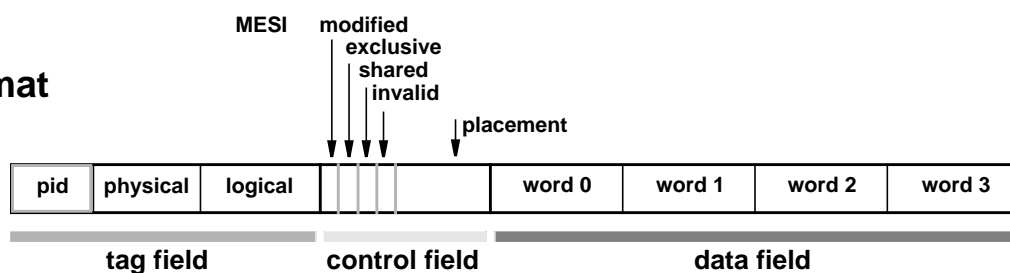 MESI modified
exclusive
shared
invalid
placement
pid physical logical word 0 word 1 word 2 word 3
tag field control field data field